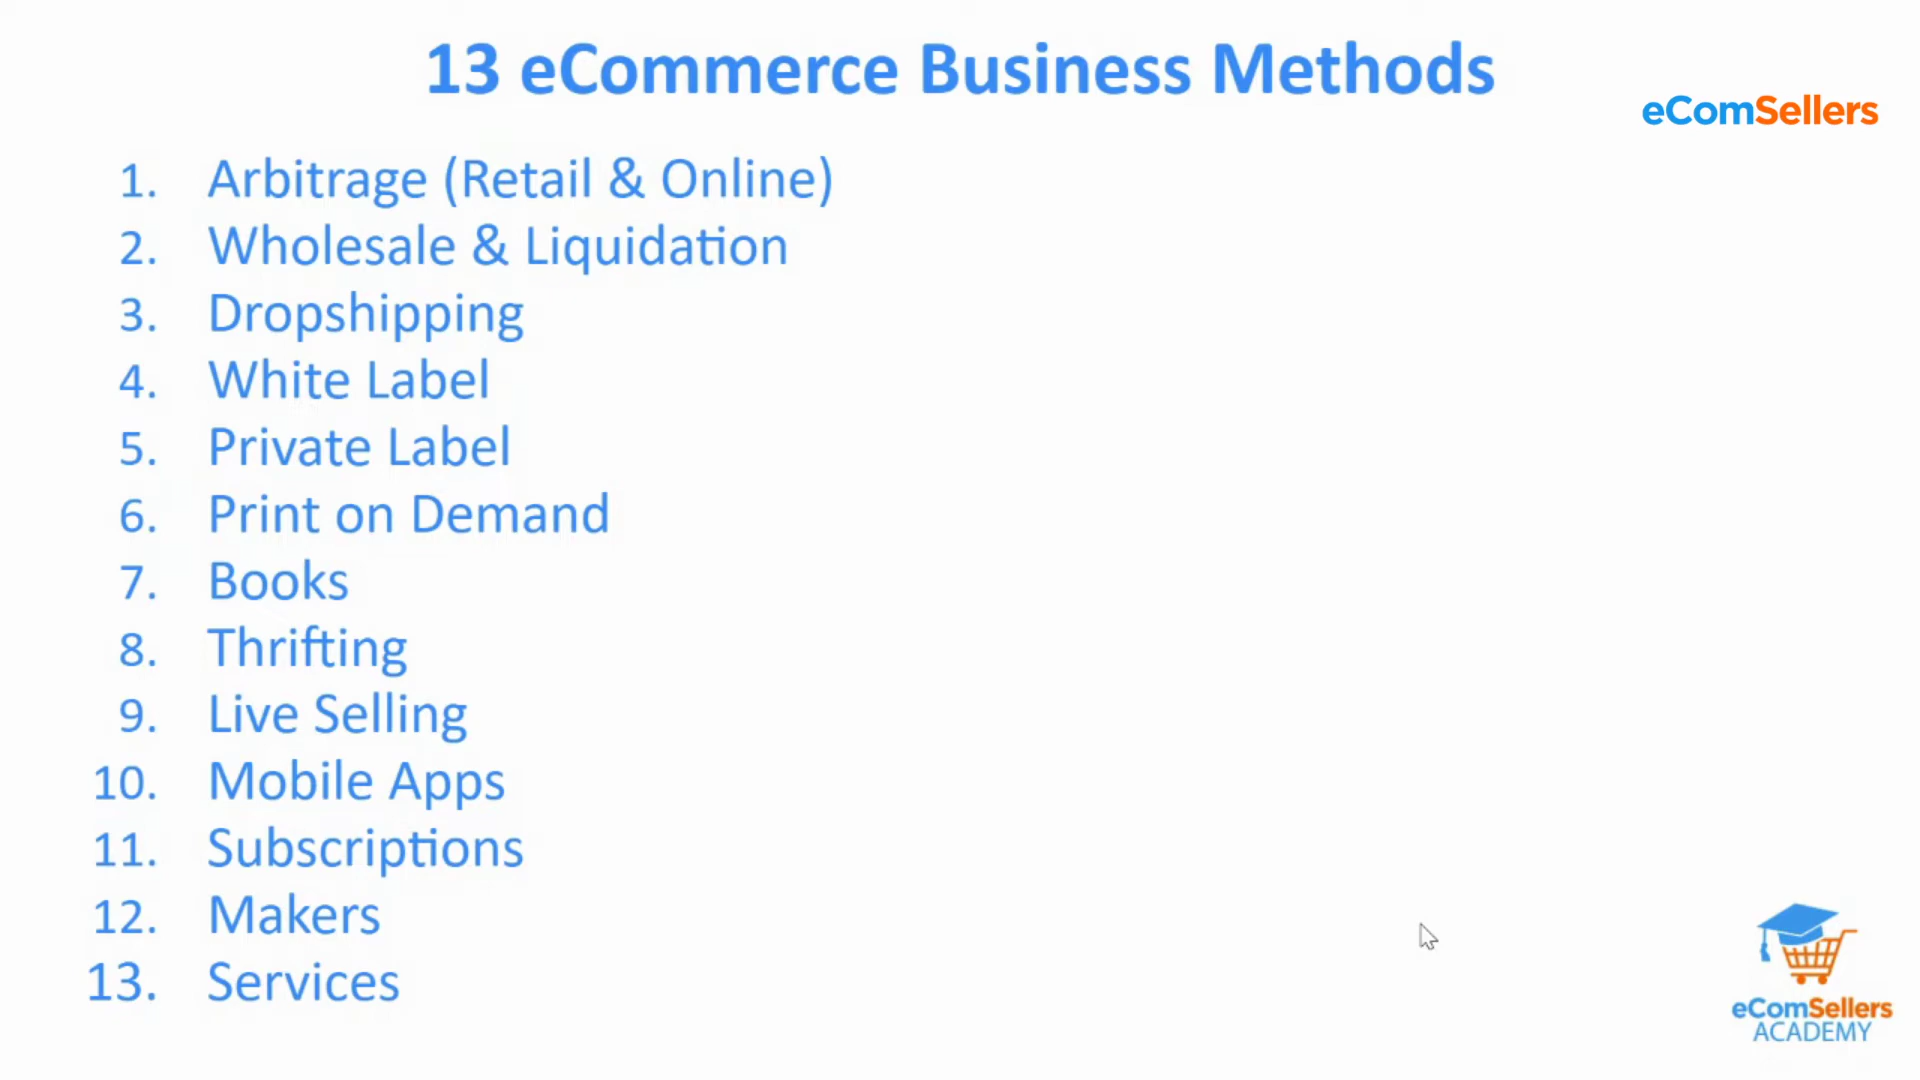 13 eCommerce Business Methods
eComSellers
1. Arbitrage (Retail & Online)
2. Wholesale & Liquidation
3. Dropshipping
4. White Label
5. Private Label
6. Print on Demand
7. Books
8. Thrifting
9. Live Selling
10. Mobile Apps
11. Subscriptions
12. Makers
13. Services
eComSellers
ACADEMY